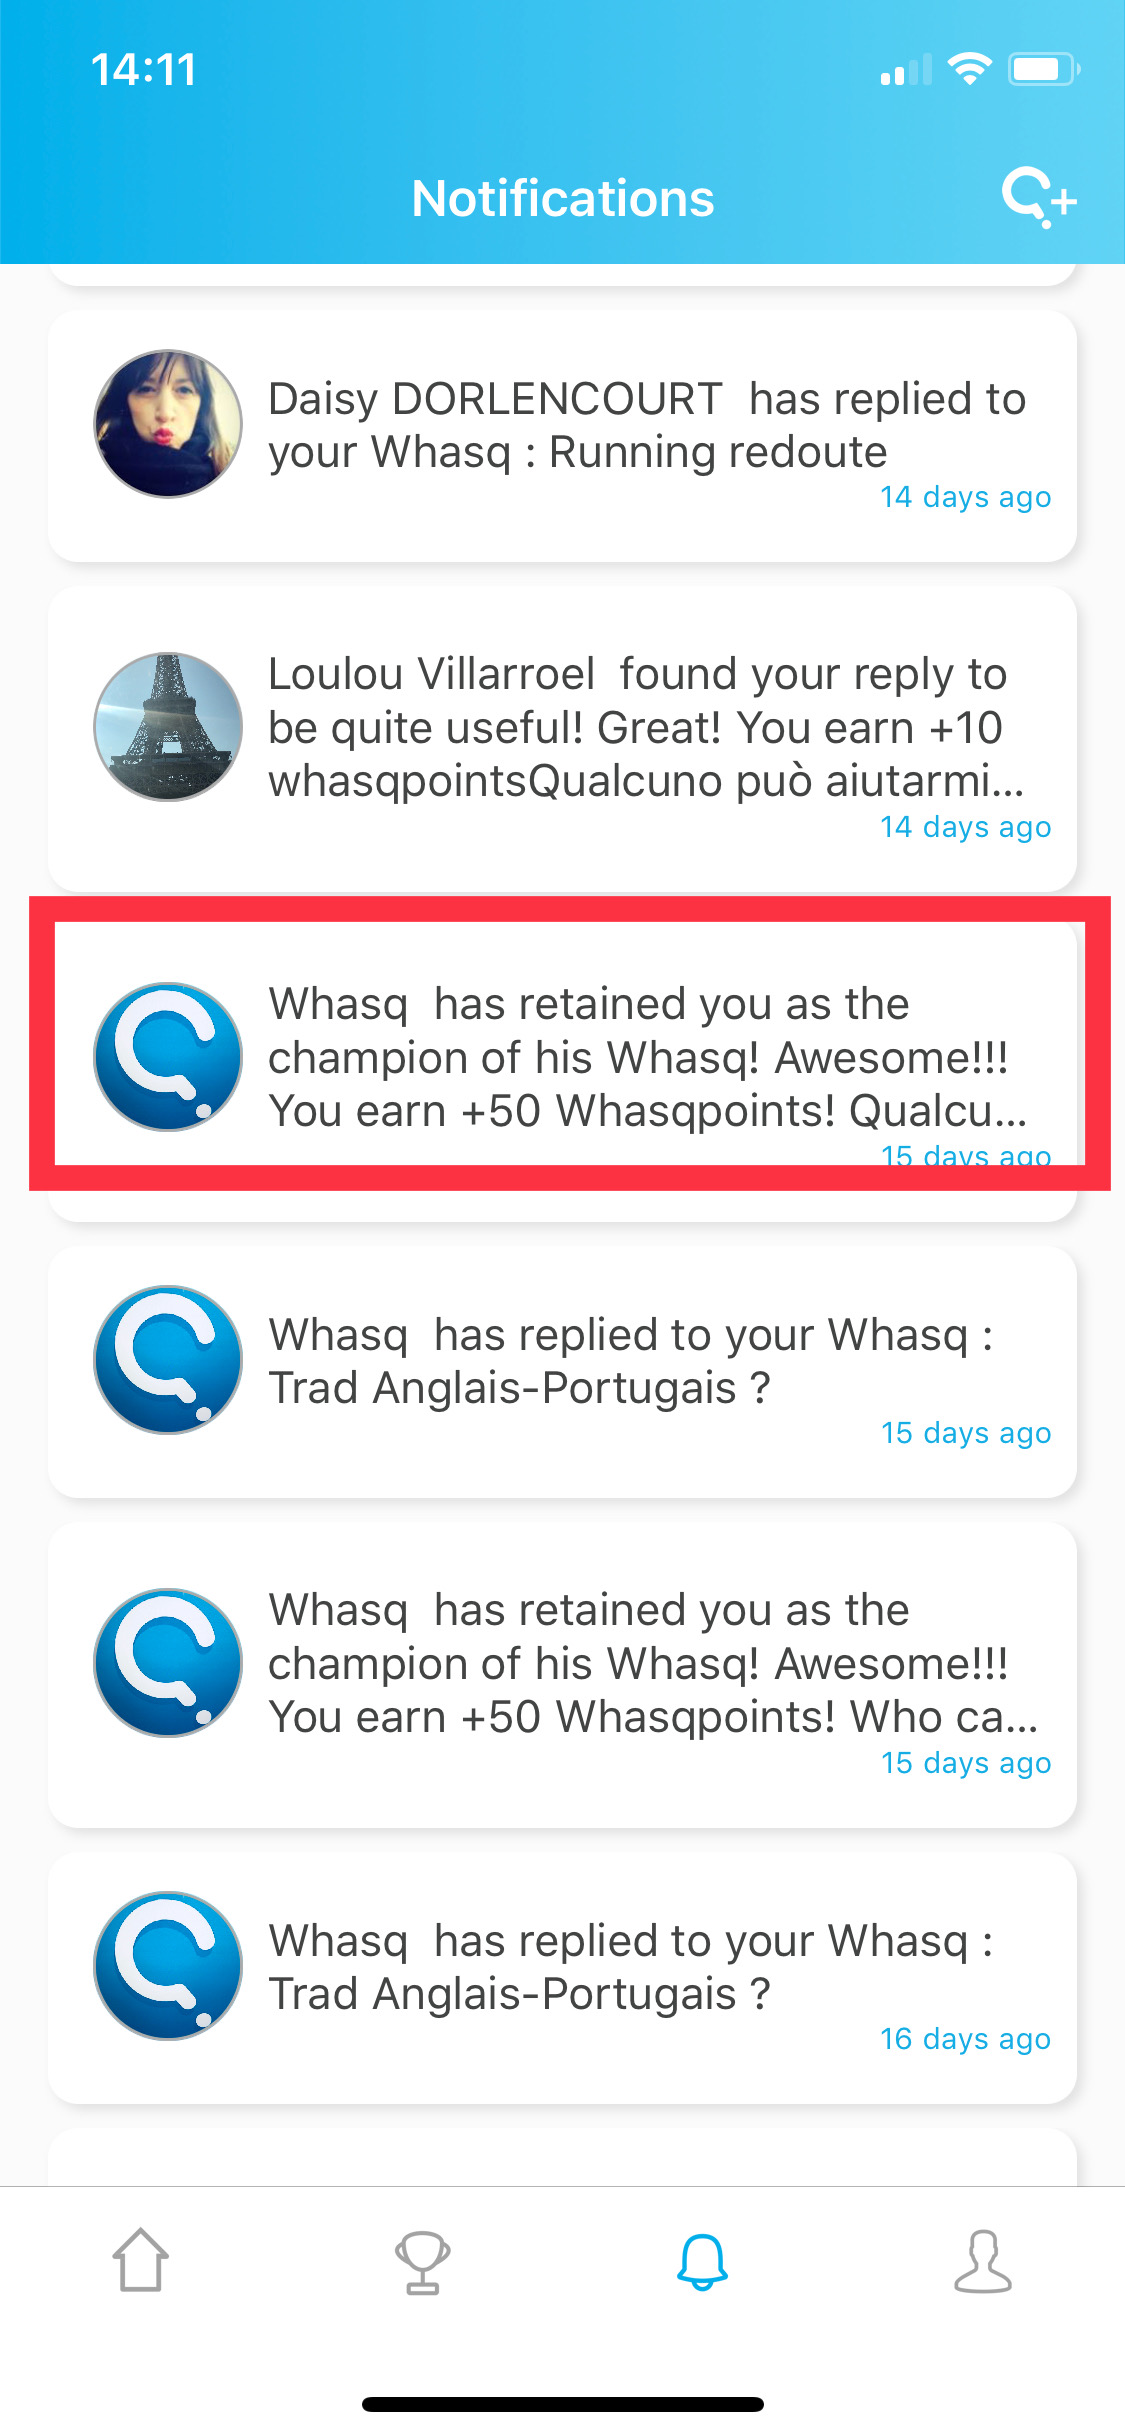 14:11
Notifications
Daisy DORLENCOURT has replied to
your Whasq : Running redoute
14 days ago
Loulou Villarroel found your reply to
be quite useful! Great! You earn +10
whasqpointsQualcuno può aiutarmi...
14 days ago
Whasq has retained you as the
champion of his Whasq! Awesome!!!
You earn +50 Whasqpoints! Qualcu...
15 days ago
Whasq has replied to your Whasq :
Trad Anglais-Portugais ?
15 days ago
Whasq has retained you as the
champion of his Whasq! Awesome!!!
You earn +50 Whasqpoints! Who ca...
15 days ago
Whasq has replied to your Whasq :
Trad Anglais-Portugais ?
16 days ago